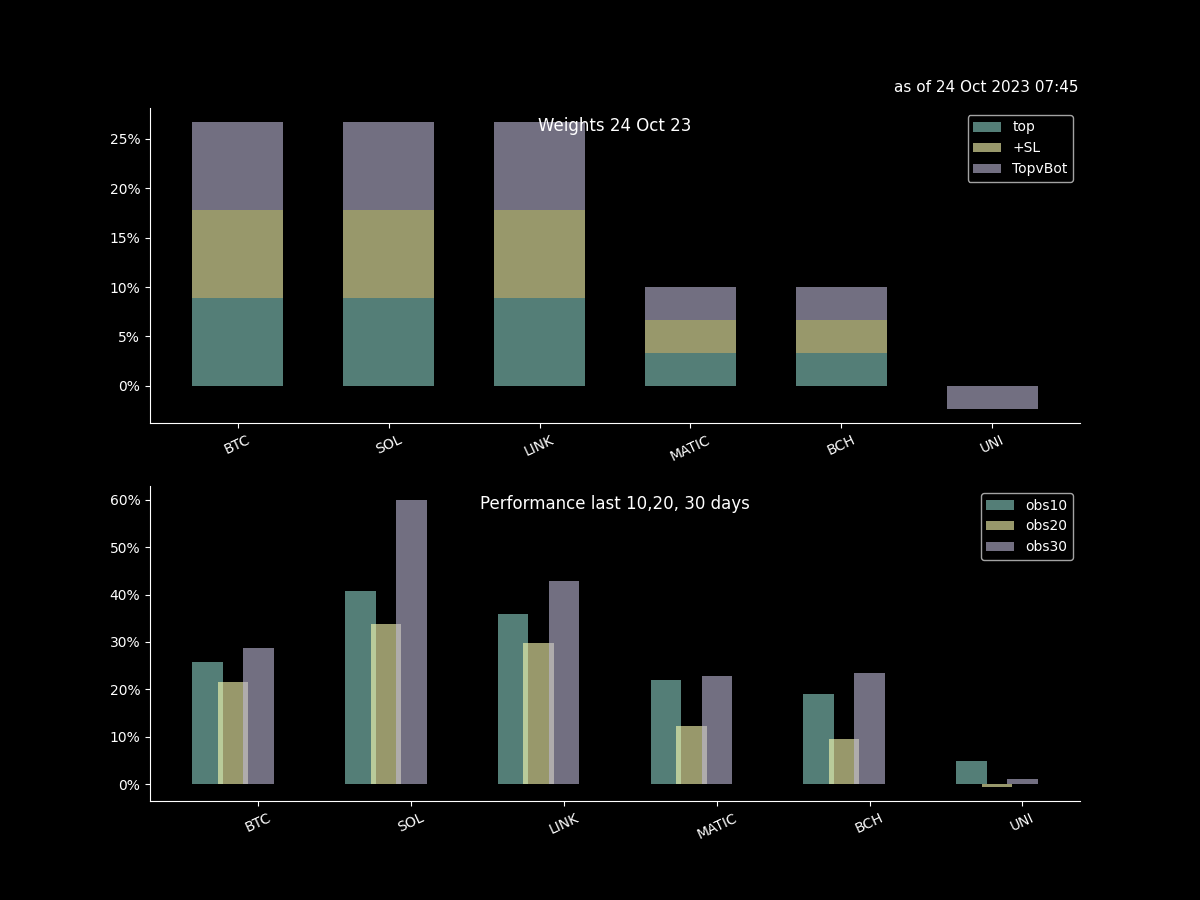 as of 24 Oct 2023 07:45
Weights 24 Oct 23
top
+SL
TopvBot
25%
20%
15%
10%
5%
0%
BTC
SOL
LINK
MATIC
BCH
UNI
Performance last 10,20, 30 days
obs10
obs20
obs30
60%
50%
40%
30%
20%
10%
0%
BTC
SOL
LINK
MATIC
BCH
UNI